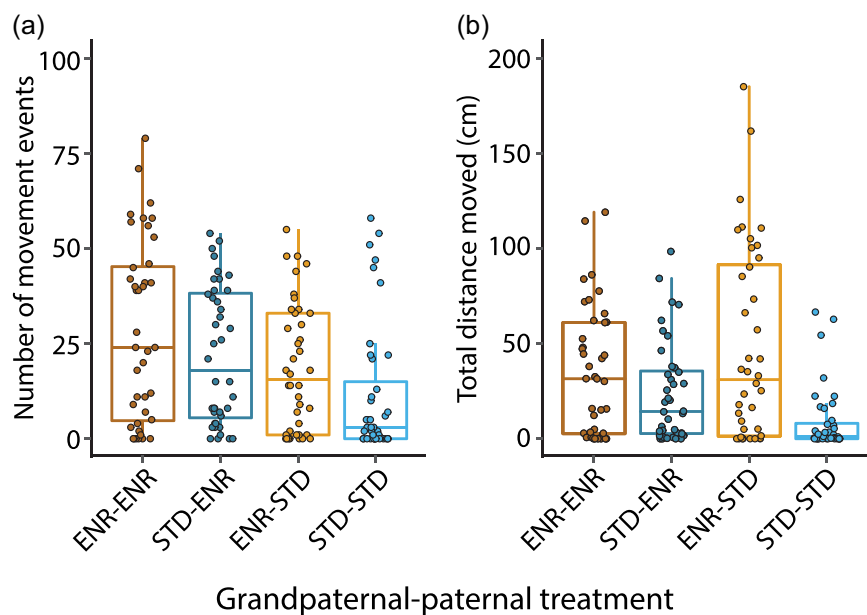 (a)
Number of movement events
100
75
50
25
0
ENR-ENR
STD-ENR
ENR-STD
STD-STD
(b)
Total distance moved (cm)
200
150
100
50
0
ENR-ENR
STD-ENR
ENR-STD
STD-STD
Grandpaternal-paternal treatment